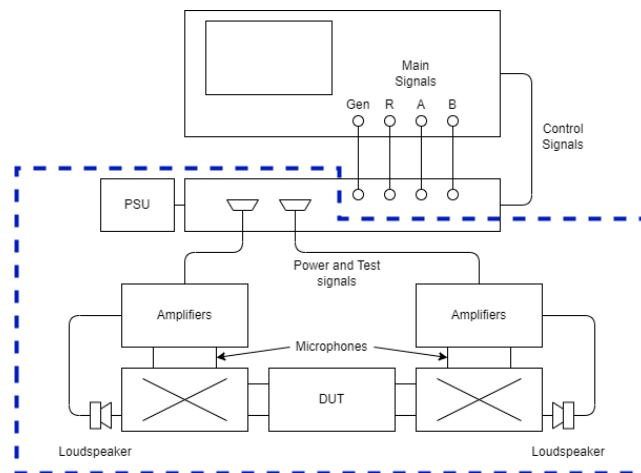 Main
Signals
Gen R A B
Control
Signals
PSU
Power and Test
signals
Amplifiers
Amplifiers
Microphones
DUT
Loudspeaker
Loudspeaker